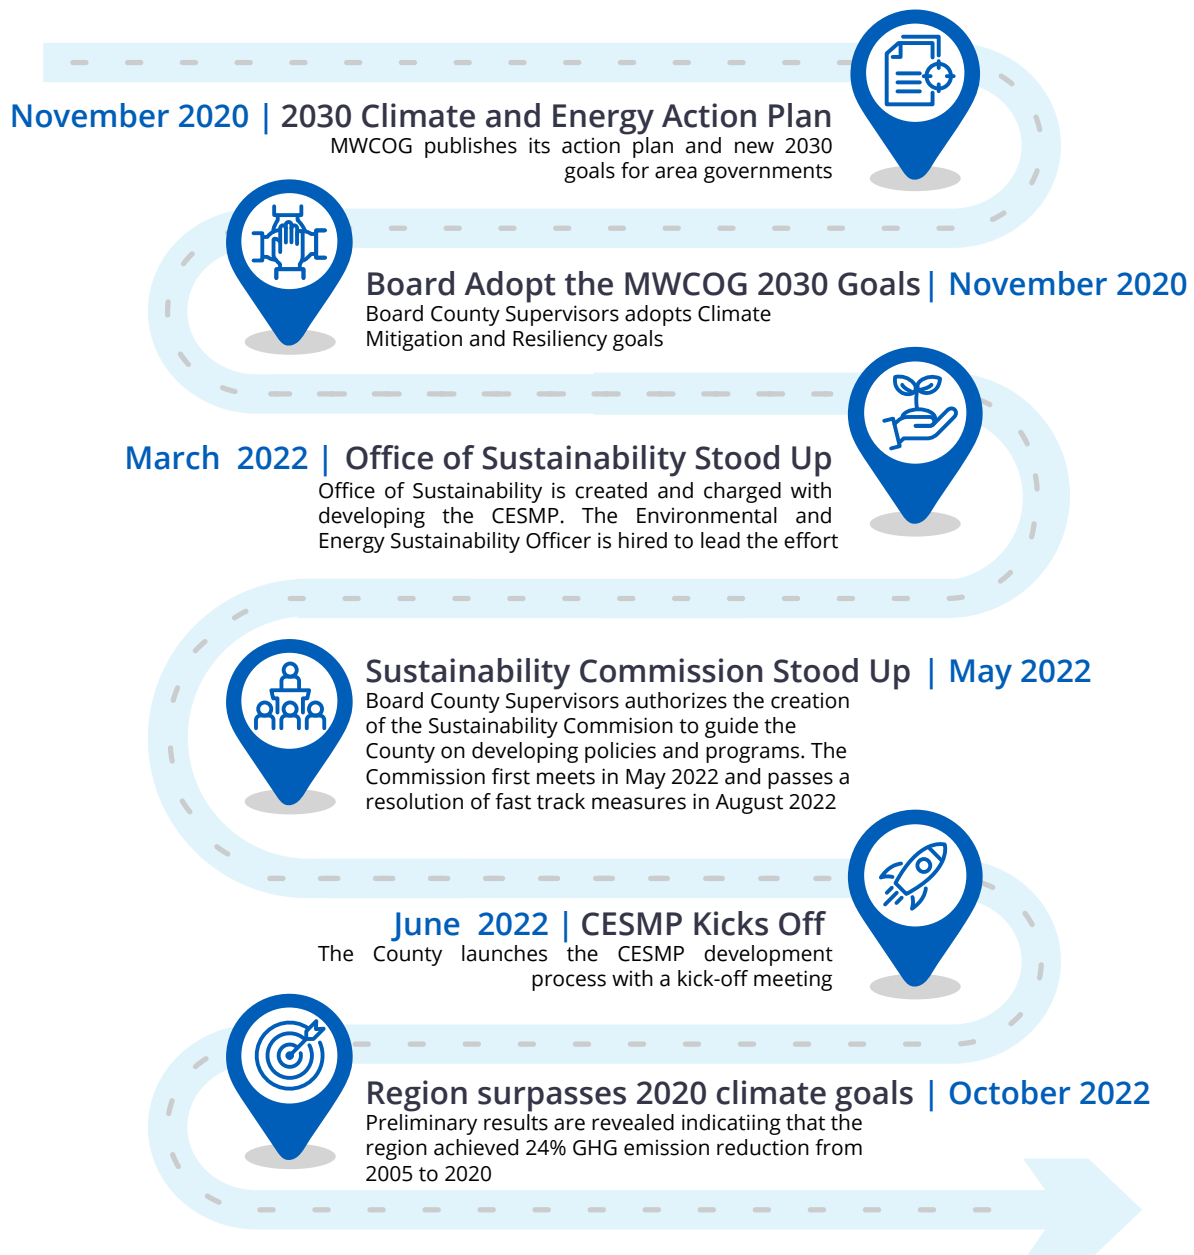 November 2020 | 2030 Climate and Energy Action Plan
MWCOG publishes its action plan and new 2030
goals for area governments
Board Adopt the MWCOG 2030 Goals | November 2020
Board County Supervisors adopts Climate
Mitigation and Resiliency goals
March 2022 | Office of Sustainability Stood Up
Office of Sustainability is created and charged with
developing the CESMP. The Environmental and
Energy Sustainability Officer is hired to lead the effort
Sustainability Commission Stood Up | May 2022
Board County Supervisors authorizes the creation
of the Sustainability Commision to guide the
County on developing policies and programs. The
Commission first meets in May 2022 and passes a
resolution of fast track measures in August 2022
June 2022 | CESMP Kicks Off
The County launches the CESMP development
process with a kick-off meeting
Region surpasses 2020 climate goals | October 2022
Preliminary results are revealed indicatiing that the
region achieved 24% GHG emission reduction from
2005 to 2020